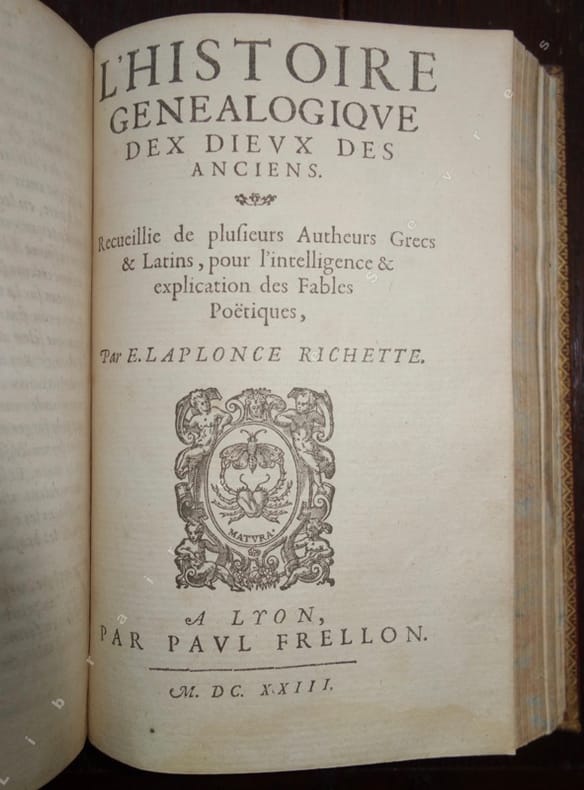 L'HISTOIRE
GENEALOGIQVE
DEX DIEVX DES
ANCIENS.
Recueillie de pluſieurs Autheurs Grecs
& Latins, pour l'intelligence &
explication des Fables
Poëtiques,
Par E. LAPLONCE RICHETTE.
MATVRA
A LYON,
PAR PAVL FRELLON.
M. DC. XXIII.